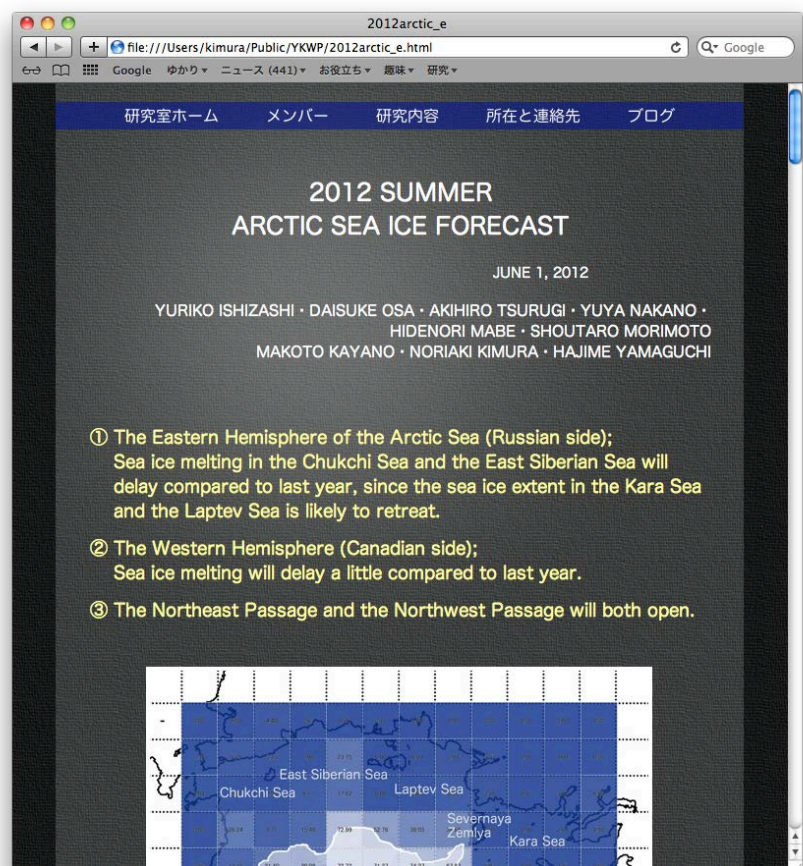 2012arctic_e
file:///Users/kimura/Public/YKWP/2012arctic_e.html
Google
Google ゆかり▾ ニュース (441)▾ お役立ち▾ 趣味▾ 研究▾
研究室ホーム メンバー 研究内容 所在と連絡先 ブログ
2012 SUMMER
ARCTIC SEA ICE FORECAST
JUNE 1, 2012
YURIKO ISHIZASHI・DAISUKE OSA・AKIHIRO TSURUGI・YUYA NAKANO・
HIDENORI MABE・SHOUTARO MORIMOTO
MAKOTO KAYANO・NORIAKI KIMURA・HAJIME YAMAGUCHI
① The Eastern Hemisphere of the Arctic Sea (Russian side);
Sea ice melting in the Chukchi Sea and the East Siberian Sea will
delay compared to last year, since the sea ice extent in the Kara Sea
and the Laptev Sea is likely to retreat.
② The Western Hemisphere (Canadian side);
Sea ice melting will delay a little compared to last year.
③ The Northeast Passage and the Northwest Passage will both open.
East Siberian Sea
Chukchi Sea
Laptev Sea
Severnaya
Zemlya
Kara Sea